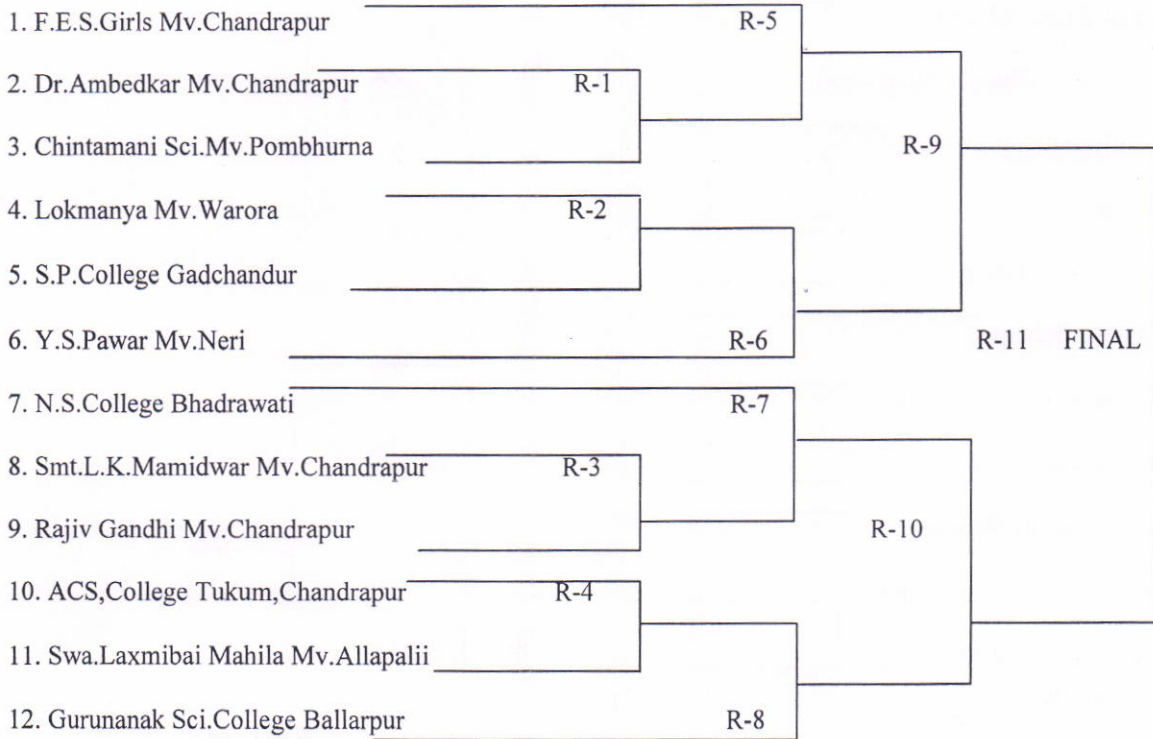 1. F.E.S.Girls Mv.Chandrapur R-5
2. Dr.Ambedkar Mv.Chandrapur R-1
3. Chintamani Sci.Mv.Pombhurna R-9
4. Lokmanya Mv.Warora R-2
5. S.P.College Gadchandur
6. Y.S.Pawar Mv.Neri R-6 R-11 FINAL
7. N.S.College Bhadrawati R-7
8. Smt.L.K.Mamidwar Mv.Chandrapur R-3
9. Rajiv Gandhi Mv.Chandrapur R-10
10. ACS,College Tukum,Chandrapur R-4
11. Swa.Laxmibai Mahila Mv.Allapalii
12. Gurunanak Sci.College Ballarpur R-8